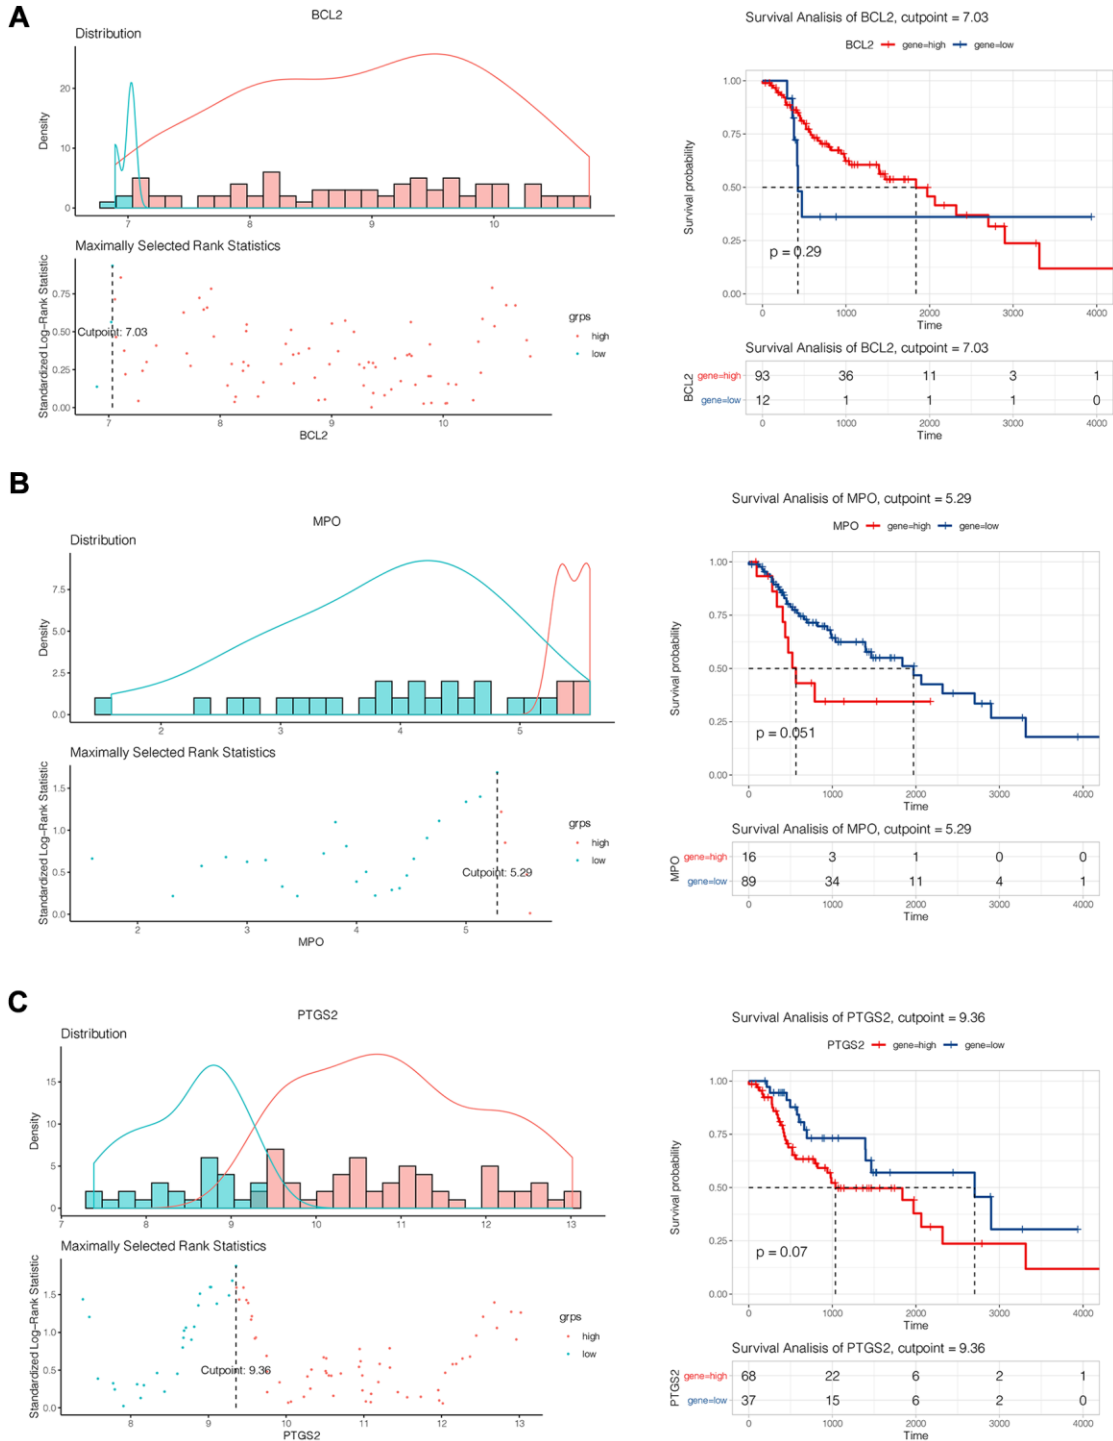 A
BCL2
Distribution
Density
20
10
0
7 8 9 10
Maximally Selected Rank Statistics
Standardized Log-Rank Statistic
0.75
0.50
0.25
0.00
Cutpoint: 7.03
grps
high
low
7 8 9 10
BCL2
Survival Analisis of BCL2, cutpoint = 7.03
BCL2 gene=high gene=low
Survival probability
1.00
0.75
0.50
0.25
0.00
p = 0.29
0 1000 2000 3000 4000
Time
Survival Analisis of BCL2, cutpoint = 7.03
BCL2
gene=high 93 36 11 3 1
gene=low 12 1 1 1 0
0 1000 2000 3000 4000
Time
B
MPO
Distribution
Density
7.5
5.0
2.5
0.0
2 3 4 5
Maximally Selected Rank Statistics
Standardized Log-Rank Statistic
1.5
1.0
0.5
0.0
Cutpoint: 5.29
grps
high
low
2 3 4 5
MPO
Survival Analisis of MPO, cutpoint = 5.29
MPO gene=high gene=low
Survival probability
1.00
0.75
0.50
0.25
0.00
p = 0.051
0 1000 2000 3000 4000
Time
Survival Analisis of MPO, cutpoint = 5.29
MPO
gene=high 16 3 1 0 0
gene=low 89 34 11 4 1
0 1000 2000 3000 4000
Time
C
PTGS2
Distribution
Density
15
10
5
0
7 8 9 10 11 12 13
Maximally Selected Rank Statistics
Standardized Log-Rank Statistic
1.5
1.0
0.5
0.0
Cutpoint: 9.36
grps
high
low
8 9 10 11 12 13
PTGS2
Survival Analisis of PTGS2, cutpoint = 9.36
PTGS2 gene=high gene=low
Survival probability
1.00
0.75
0.50
0.25
0.00
p = 0.07
0 1000 2000 3000 4000
Time
Survival Analisis of PTGS2, cutpoint = 9.36
PTGS2
gene=high 68 22 6 2 1
gene=low 37 15 6 2 0
0 1000 2000 3000 4000
Time